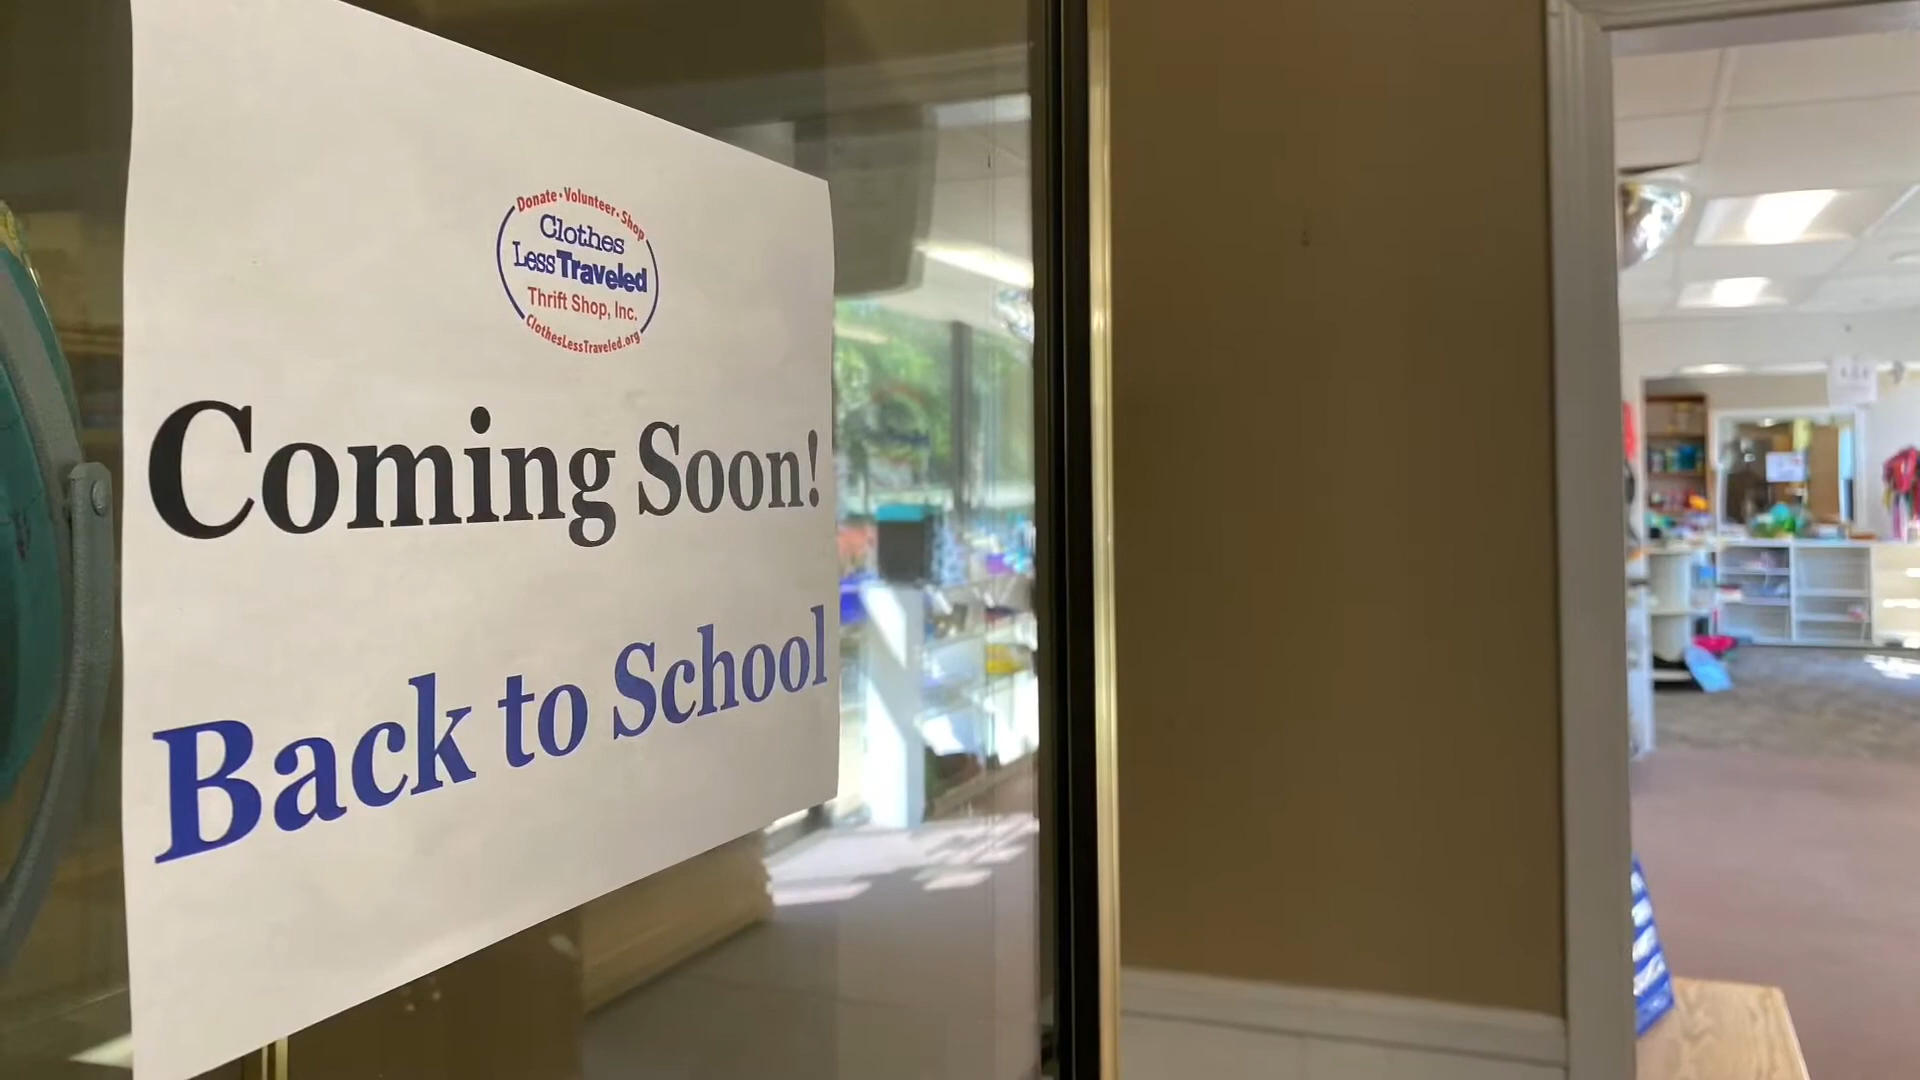 Donate • Volunteer • Shop
Clothes
Less Traveled
Thrift Shop, Inc.
ClothesLessTraveled.org
Coming Soon!
Back to School